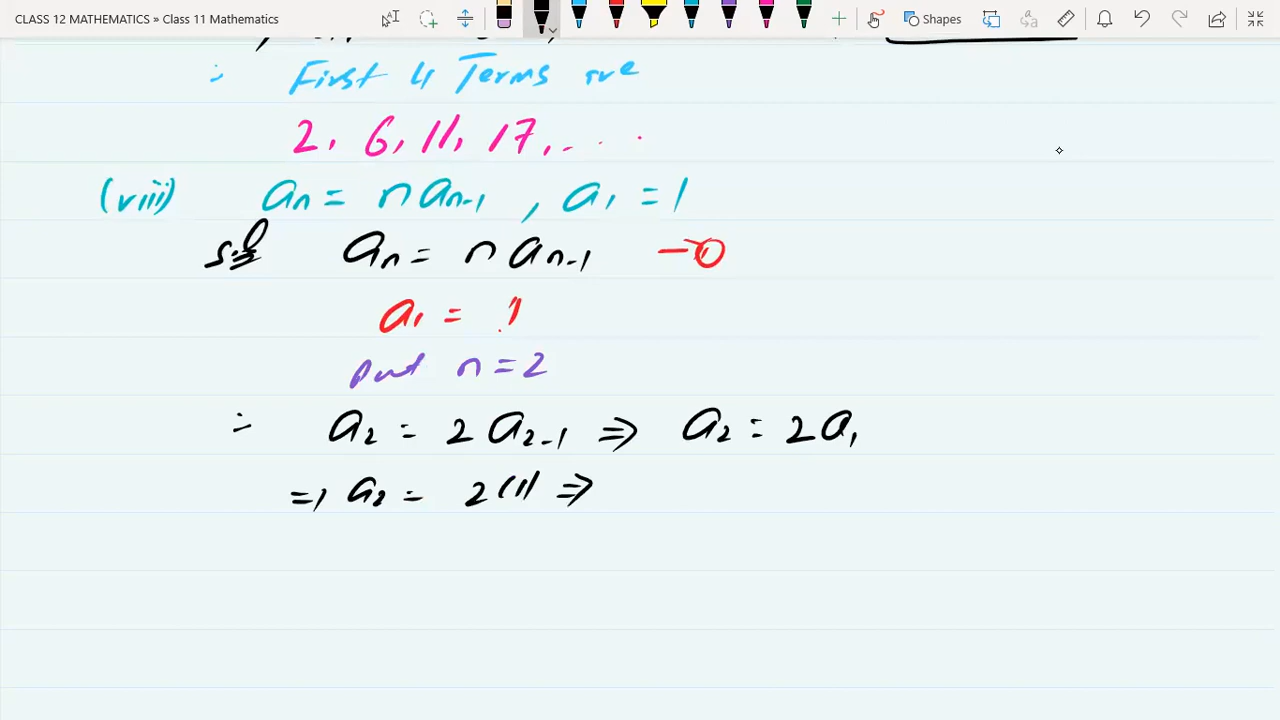 CLASS 12 MATHEMATICS » Class 11 Mathematics
Shapes
∴ First 4 Terms are
2, 6, 11, 17, ....
(viii) aₙ = n aₙ₋₁ , a₁ = 1
Sol aₙ = n aₙ₋₁ —①
a₁ = 1
put n = 2
∴ a₂ = 2 a₂₋₁ ⇒ a₂ = 2a₁
⇒ a₂ = 2(1) ⇒